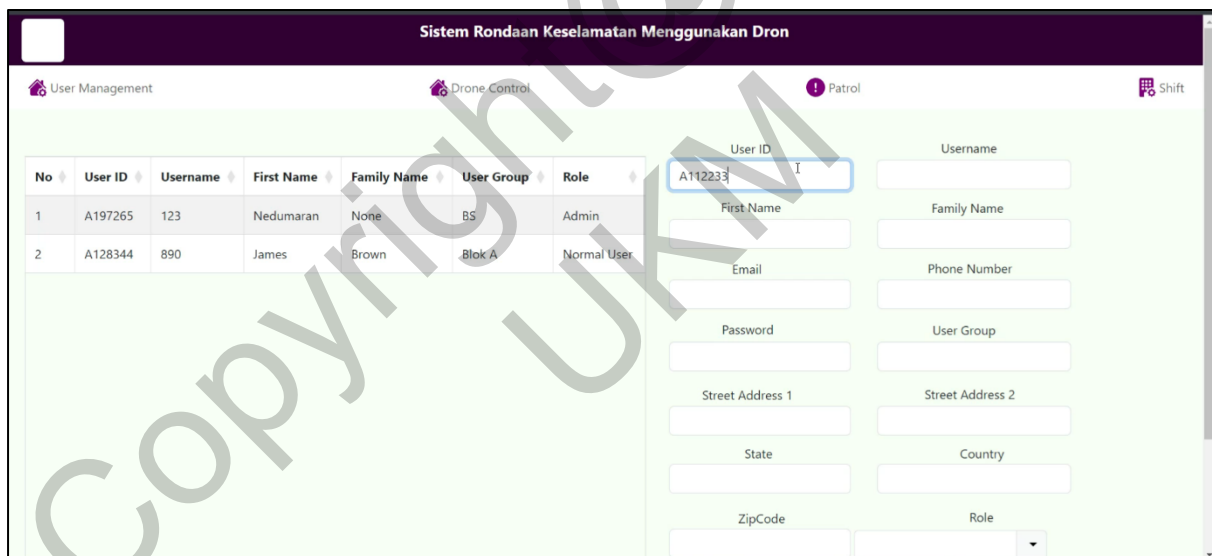 Sistem Rondaan Keselamatan Menggunakan Dron
User Management Drone Control Patrol Shift
No User ID Username First Name Family Name User Group Role
1 A197265 123 Nedumaran None BS Admin
2 A128344 890 James Brown Blok A Normal User
User ID Username
A112233
First Name Family Name
Email Phone Number
Password User Group
Street Address 1 Street Address 2
State Country
ZipCode Role
Copyright@
UKM